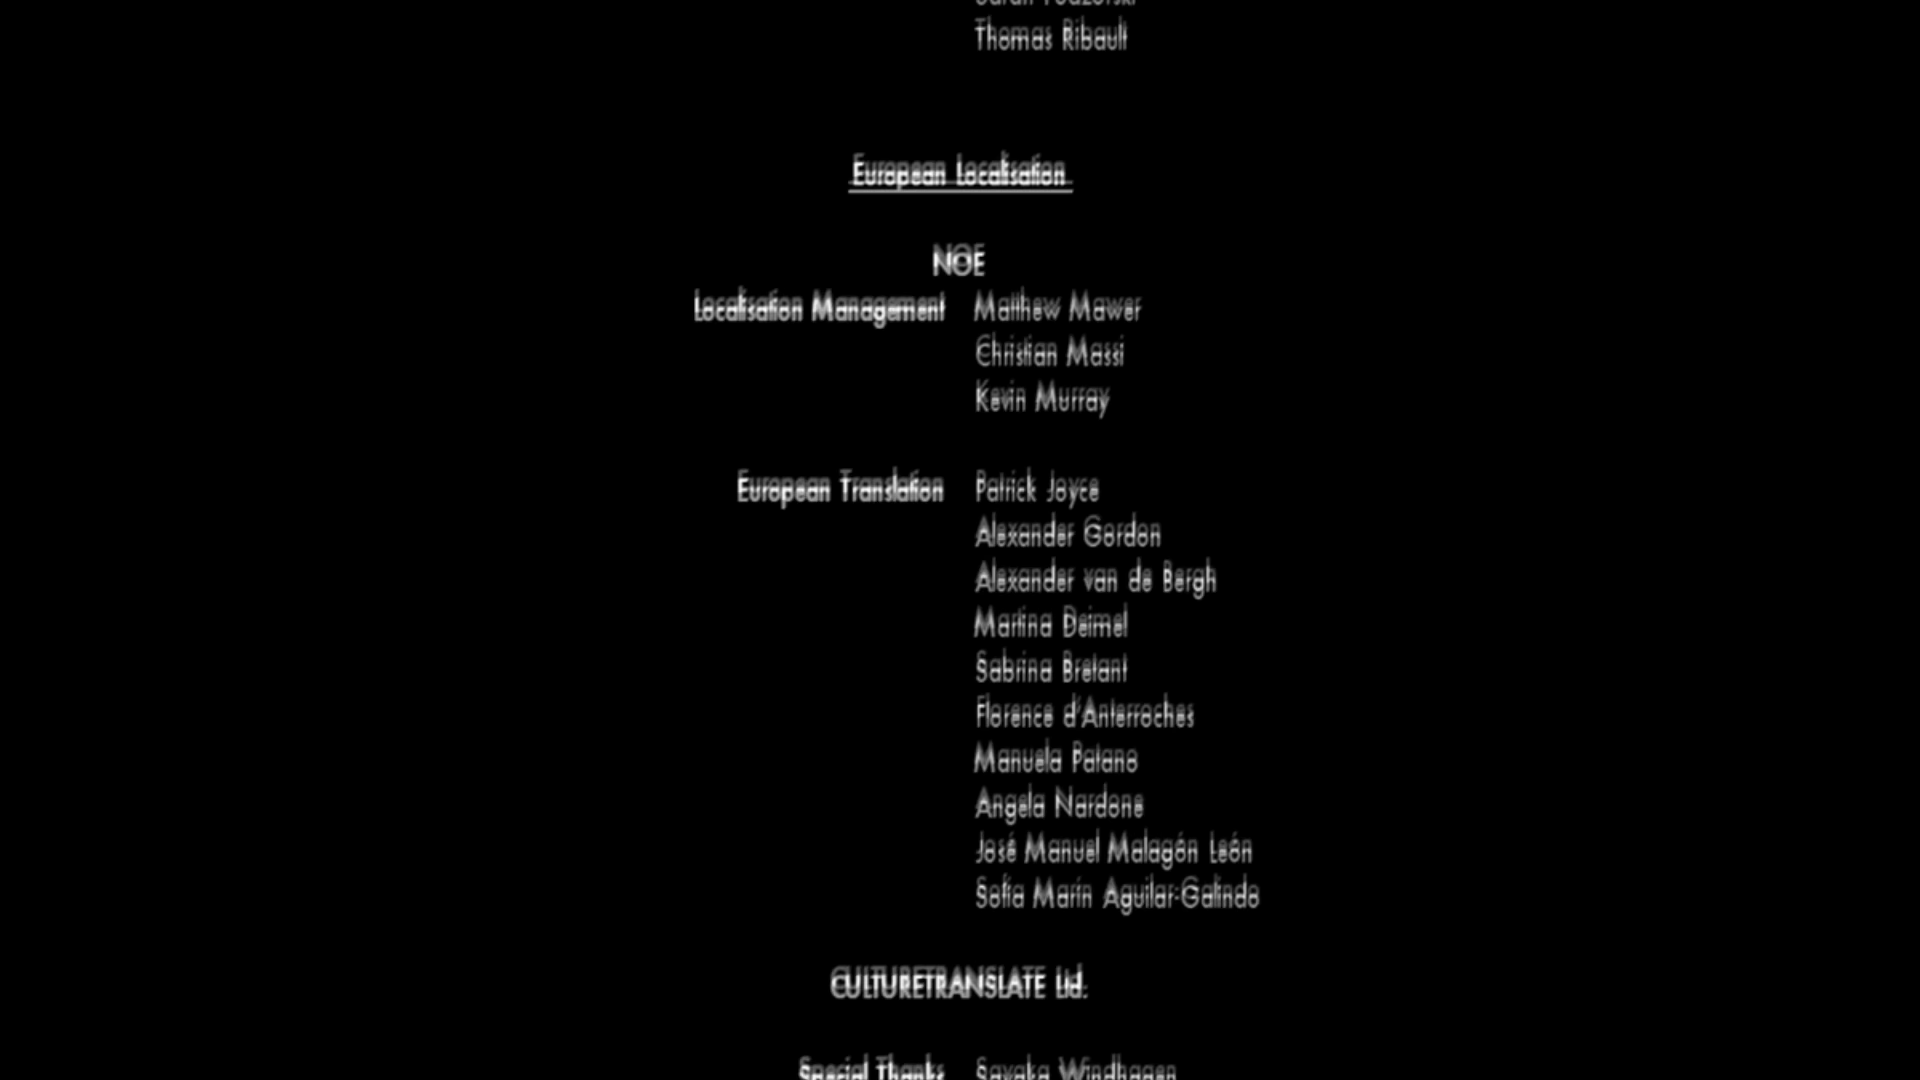 Thomas Ribault
European Localisation
NOE
Localisation Management Matthew Mawer
Christian Massi
Kevin Murray
European Translation Patrick Joyce
Alexander Gordon
Alexander van de Bergh
Martina Deimel
Sabrina Bretant
Florence d'Anterroches
Manuela Patano
Angela Nardone
José Manuel Malagón León
Sofía Marín Aguilar-Galindo
CULTURETRANSLATE Ltd.
Special Thanks Sayaka Windhagen